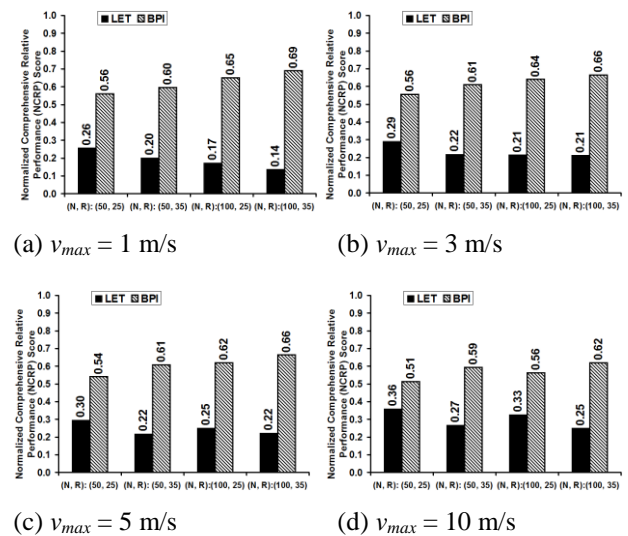 LET BPI
Normalized Comprehensive Relative
Performance (NCRP) Score
1.0
0.9
0.8
0.7
0.6
0.5
0.4
0.3
0.2
0.1
0.0
0.26 0.56 0.20 0.60 0.17 0.65 0.14 0.69
(N, R): (50, 25) (N, R): (50, 35) (N, R):(100, 25) (N, R):(100, 35)
(a) vmax = 1 m/s
LET BPI
Normalized Comprehensive Relative
Performance (NCRP) Score
1.0
0.9
0.8
0.7
0.6
0.5
0.4
0.3
0.2
0.1
0.0
0.29 0.56 0.22 0.61 0.21 0.64 0.21 0.66
(N, R): (50, 25) (N, R): (50, 35) (N, R):(100, 25) (N, R):(100, 35)
(b) vmax = 3 m/s
LET BPI
Normalized Comprehensive Relative
Performance (NCRP) Score
1.0
0.9
0.8
0.7
0.6
0.5
0.4
0.3
0.2
0.1
0.0
0.30 0.54 0.22 0.61 0.25 0.62 0.22 0.66
(N, R): (50, 25) (N, R): (50, 35) (N, R):(100, 25) (N, R):(100, 35)
(c) vmax = 5 m/s
LET BPI
Normalized Comprehensive Relative
Performance (NCRP) Score
1.0
0.9
0.8
0.7
0.6
0.5
0.4
0.3
0.2
0.1
0.0
0.36 0.51 0.27 0.59 0.33 0.56 0.25 0.62
(N, R): (50, 25) (N, R): (50, 35) (N, R):(100, 25) (N, R):(100, 35)
(d) vmax = 10 m/s